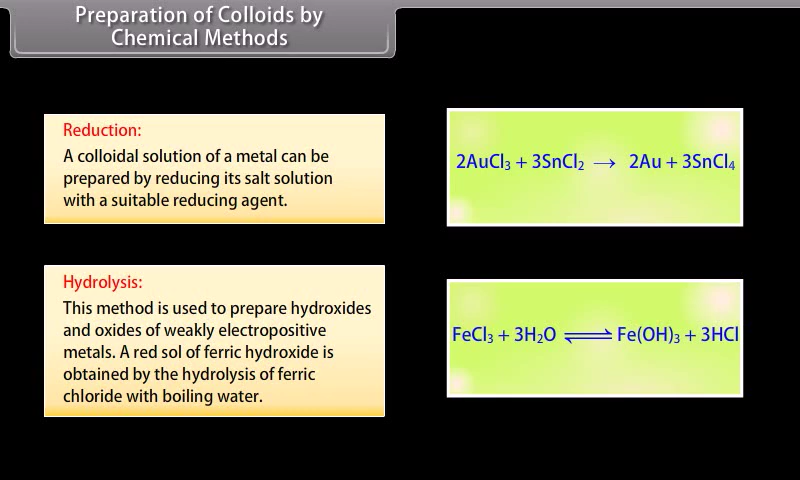 Preparation of Colloids by
Chemical Methods
Reduction:
A colloidal solution of a metal can be
prepared by reducing its salt solution
with a suitable reducing agent.
2AuCl₃ + 3SnCl₂ → 2Au + 3SnCl₄
Hydrolysis:
This method is used to prepare hydroxides
and oxides of weakly electropositive
metals. A red sol of ferric hydroxide is
obtained by the hydrolysis of ferric
chloride with boiling water.
FeCl₃ + 3H₂O ⇌ Fe(OH)₃ + 3HCl